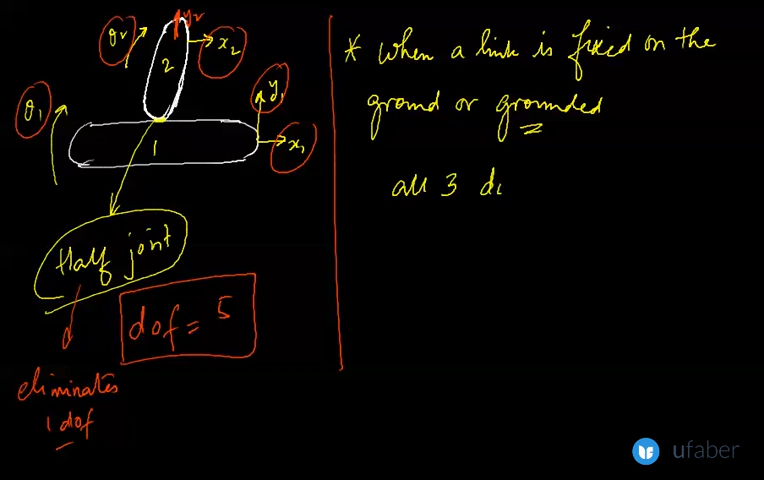 θ2
y2
x2
2
θ1
y1
1
x1
Half joint
dof = 5
eliminates
1 dof
* When a link is fixed on the
ground or grounded
all 3 do
ufaber